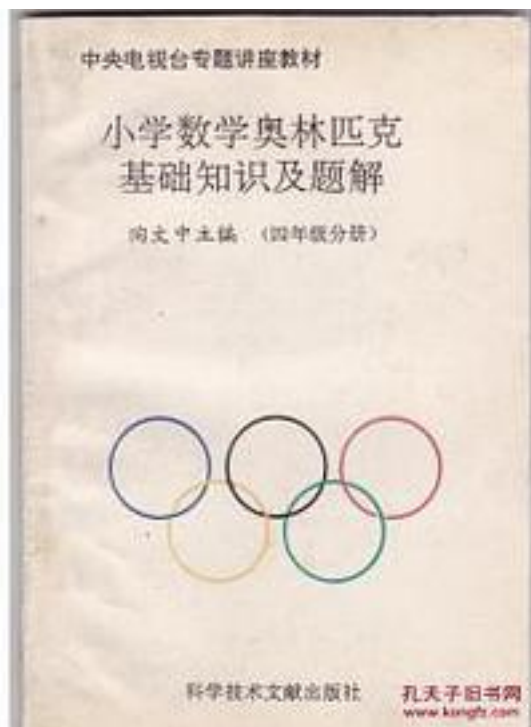 中央电视台专题讲座教材
小学数学奥林匹克
基础知识及题解
向文中主编 (四年级分册)
科学技术文献出版社
孔夫子旧书网
www.kongfz.com